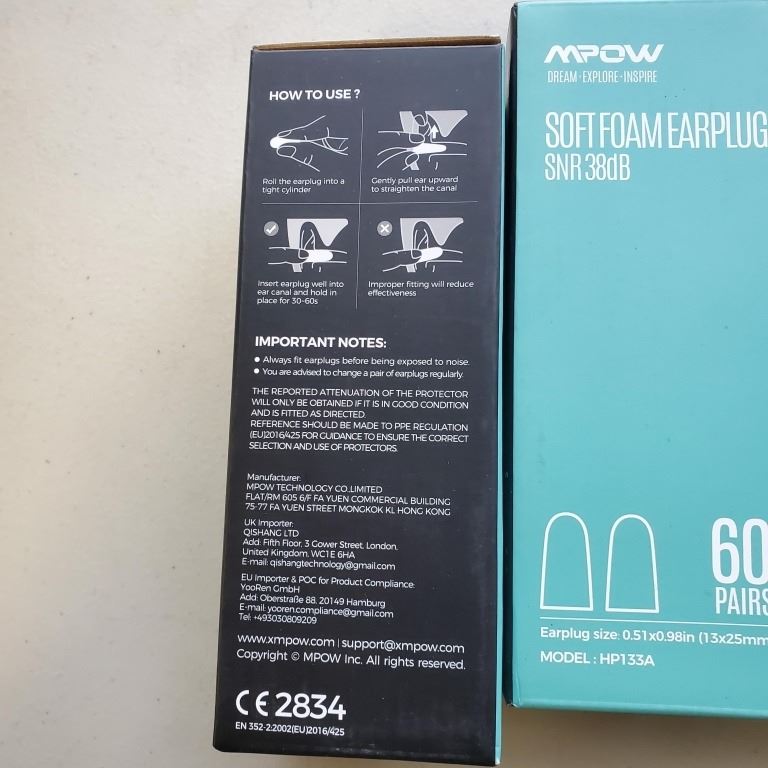 HOW TO USE ?
Roll the earplug into a
tight cylinder
Gently pull ear upward
to straighten the canal
Insert earplug well into
ear canal and hold in
place for 30-60s
Improper fitting will reduce
effectiveness
IMPORTANT NOTES:
● Always fit earplugs before being exposed to noise.
● You are advised to change a pair of earplugs regularly.
THE REPORTED ATTENUATION OF THE PROTECTOR
WILL ONLY BE OBTAINED IF IT IS IN GOOD CONDITION
AND IS FITTED AS DIRECTED.
REFERENCE SHOULD BE MADE TO PPE REGULATION
(EU)2016/425 FOR GUIDANCE TO ENSURE THE CORRECT
SELECTION AND USE OF PROTECTORS.
Manufacturer:
MPOW TECHNOLOGY CO.,LIMITED
FLAT/RM 605 6/F FA YUEN COMMERCIAL BUILDING
75-77 FA YUEN STREET MONGKOK KL HONG KONG
UK Importer:
QISHANG LTD
Add: Fifth Floor, 3 Gower Street, London,
United Kingdom, WC1E 6HA
E-mail: qishangtechnology@gmail.com
EU Importer & POC for Product Compliance:
YooRen GmbH
Add: Oberstraße 88, 20149 Hamburg
E-mail: yooren.compliance@gmail.com
Tel: +493030809209
www.xmpow.com | support@xmpow.com
Copyright © MPOW Inc. All rights reserved.
CE 2834
EN 352-2:2002(EU)2016/425
MPOW
DREAM·EXPLORE·INSPIRE
SOFT FOAM EARPLUG
SNR 38dB
60
PAIRS
Earplug size: 0.51x0.98in (13x25mm
MODEL : HP133A